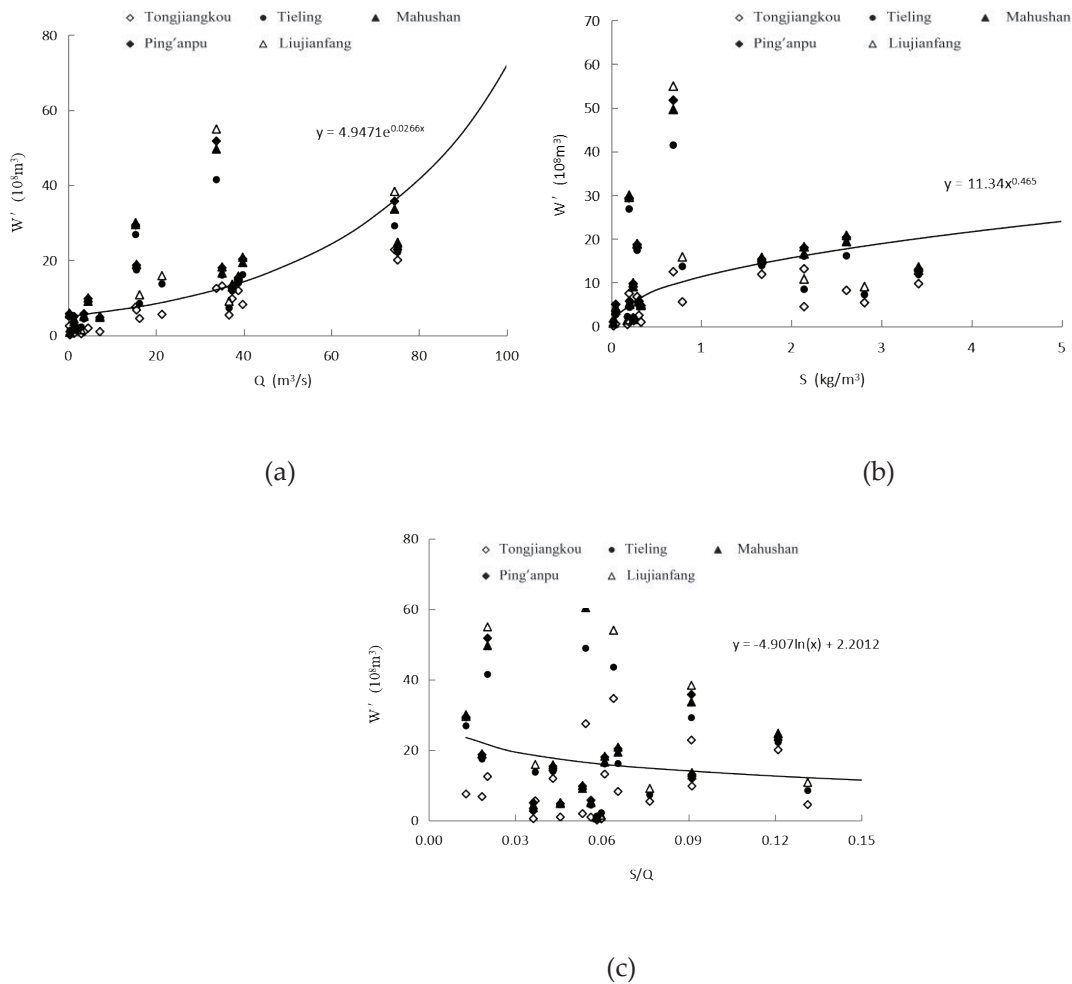 ◇ Tongjiangkou ● Tieling ▲ Mahushan
◆ Ping'anpu △ Liujianfang
80
60
40
20
0
W′ (10⁸m³)
y = 4.9471e^0.0266x
0 20 40 60 80 100
Q (m³/s)
(a)
◇ Tongjiangkou ● Tieling ▲ Mahushan
◆ Ping'anpu △ Liujianfang
70
60
50
40
30
20
10
0
W′ (10⁸m³)
y = 11.34x^0.465
0 1 2 3 4 5
S (kg/m³)
(b)
◇ Tongjiangkou ● Tieling ▲ Mahushan
◆ Ping'anpu △ Liujianfang
80
60
40
20
0
W′ (10⁸m³)
y = -4.907ln(x) + 2.2012
0.00 0.03 0.06 0.09 0.12 0.15
S/Q
(c)